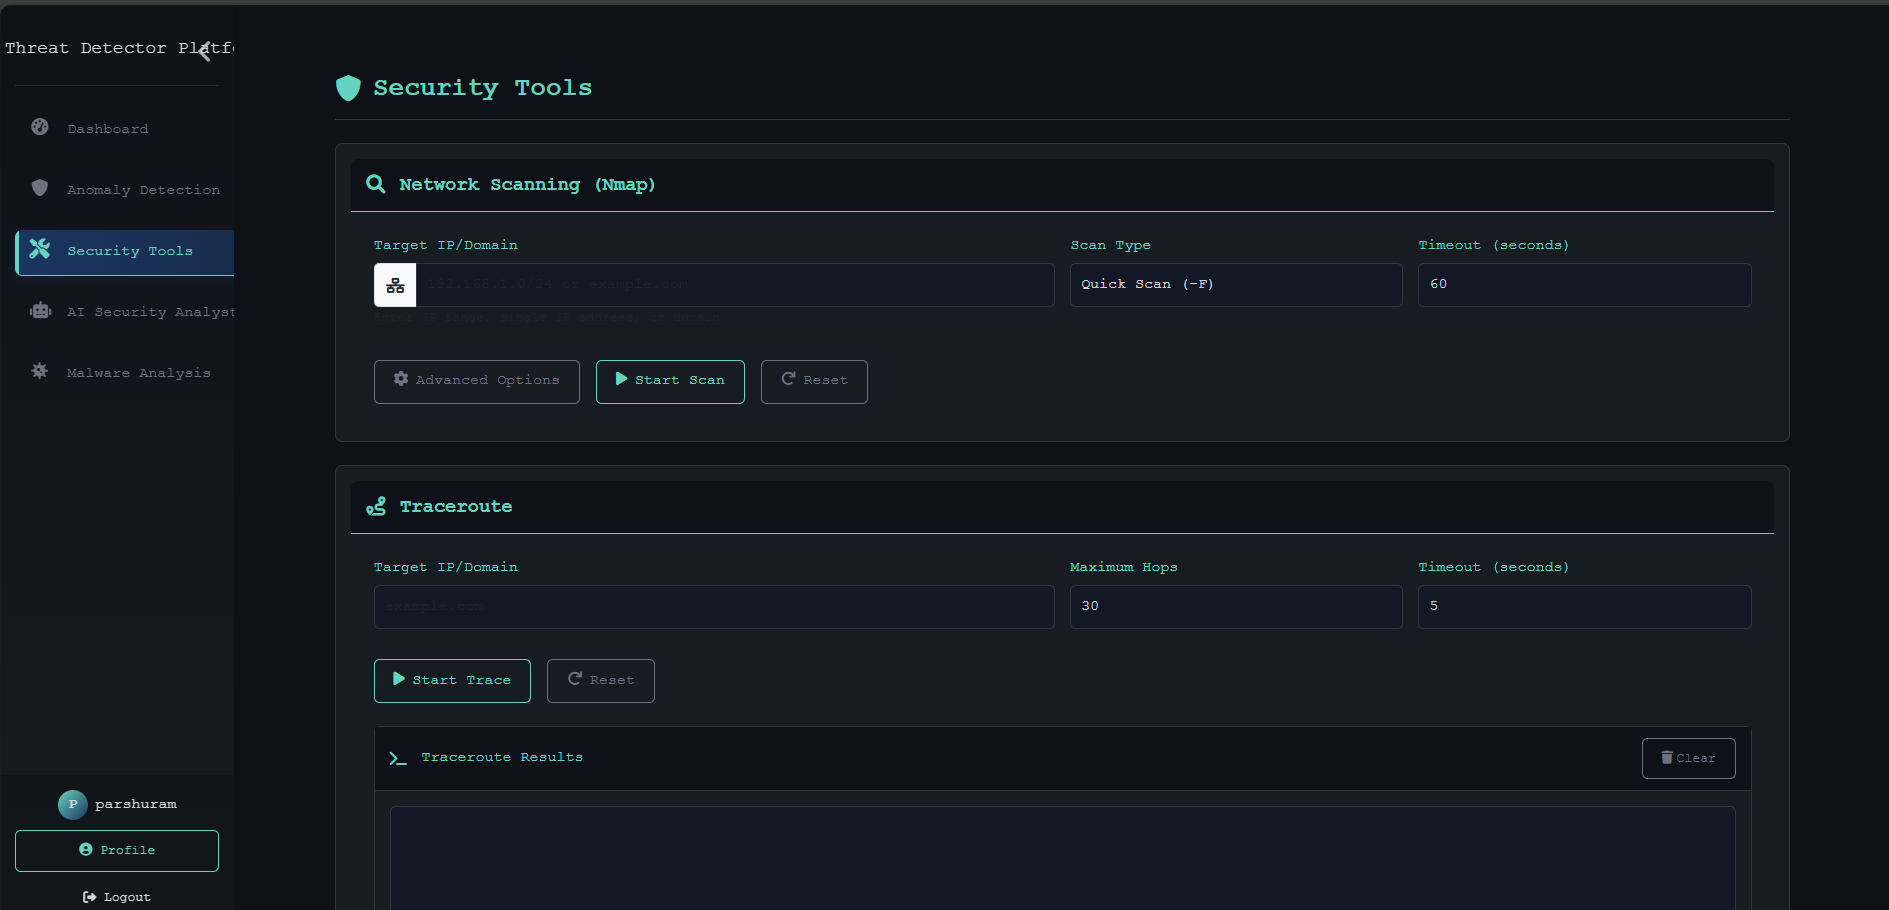 Threat Detector Platfo
Dashboard
Anomaly Detection
Security Tools
AI Security Analyst
Malware Analysis
P parshuram
Profile
Logout
Security Tools
Network Scanning (Nmap)
Target IP/Domain Scan Type Timeout (seconds)
192.168.1.0/24 or example.com Quick Scan (-F) 60
Enter IP range, single IP address, or domain
Advanced Options Start Scan Reset
Traceroute
Target IP/Domain Maximum Hops Timeout (seconds)
example.com 30 5
Start Trace Reset
Traceroute Results Clear